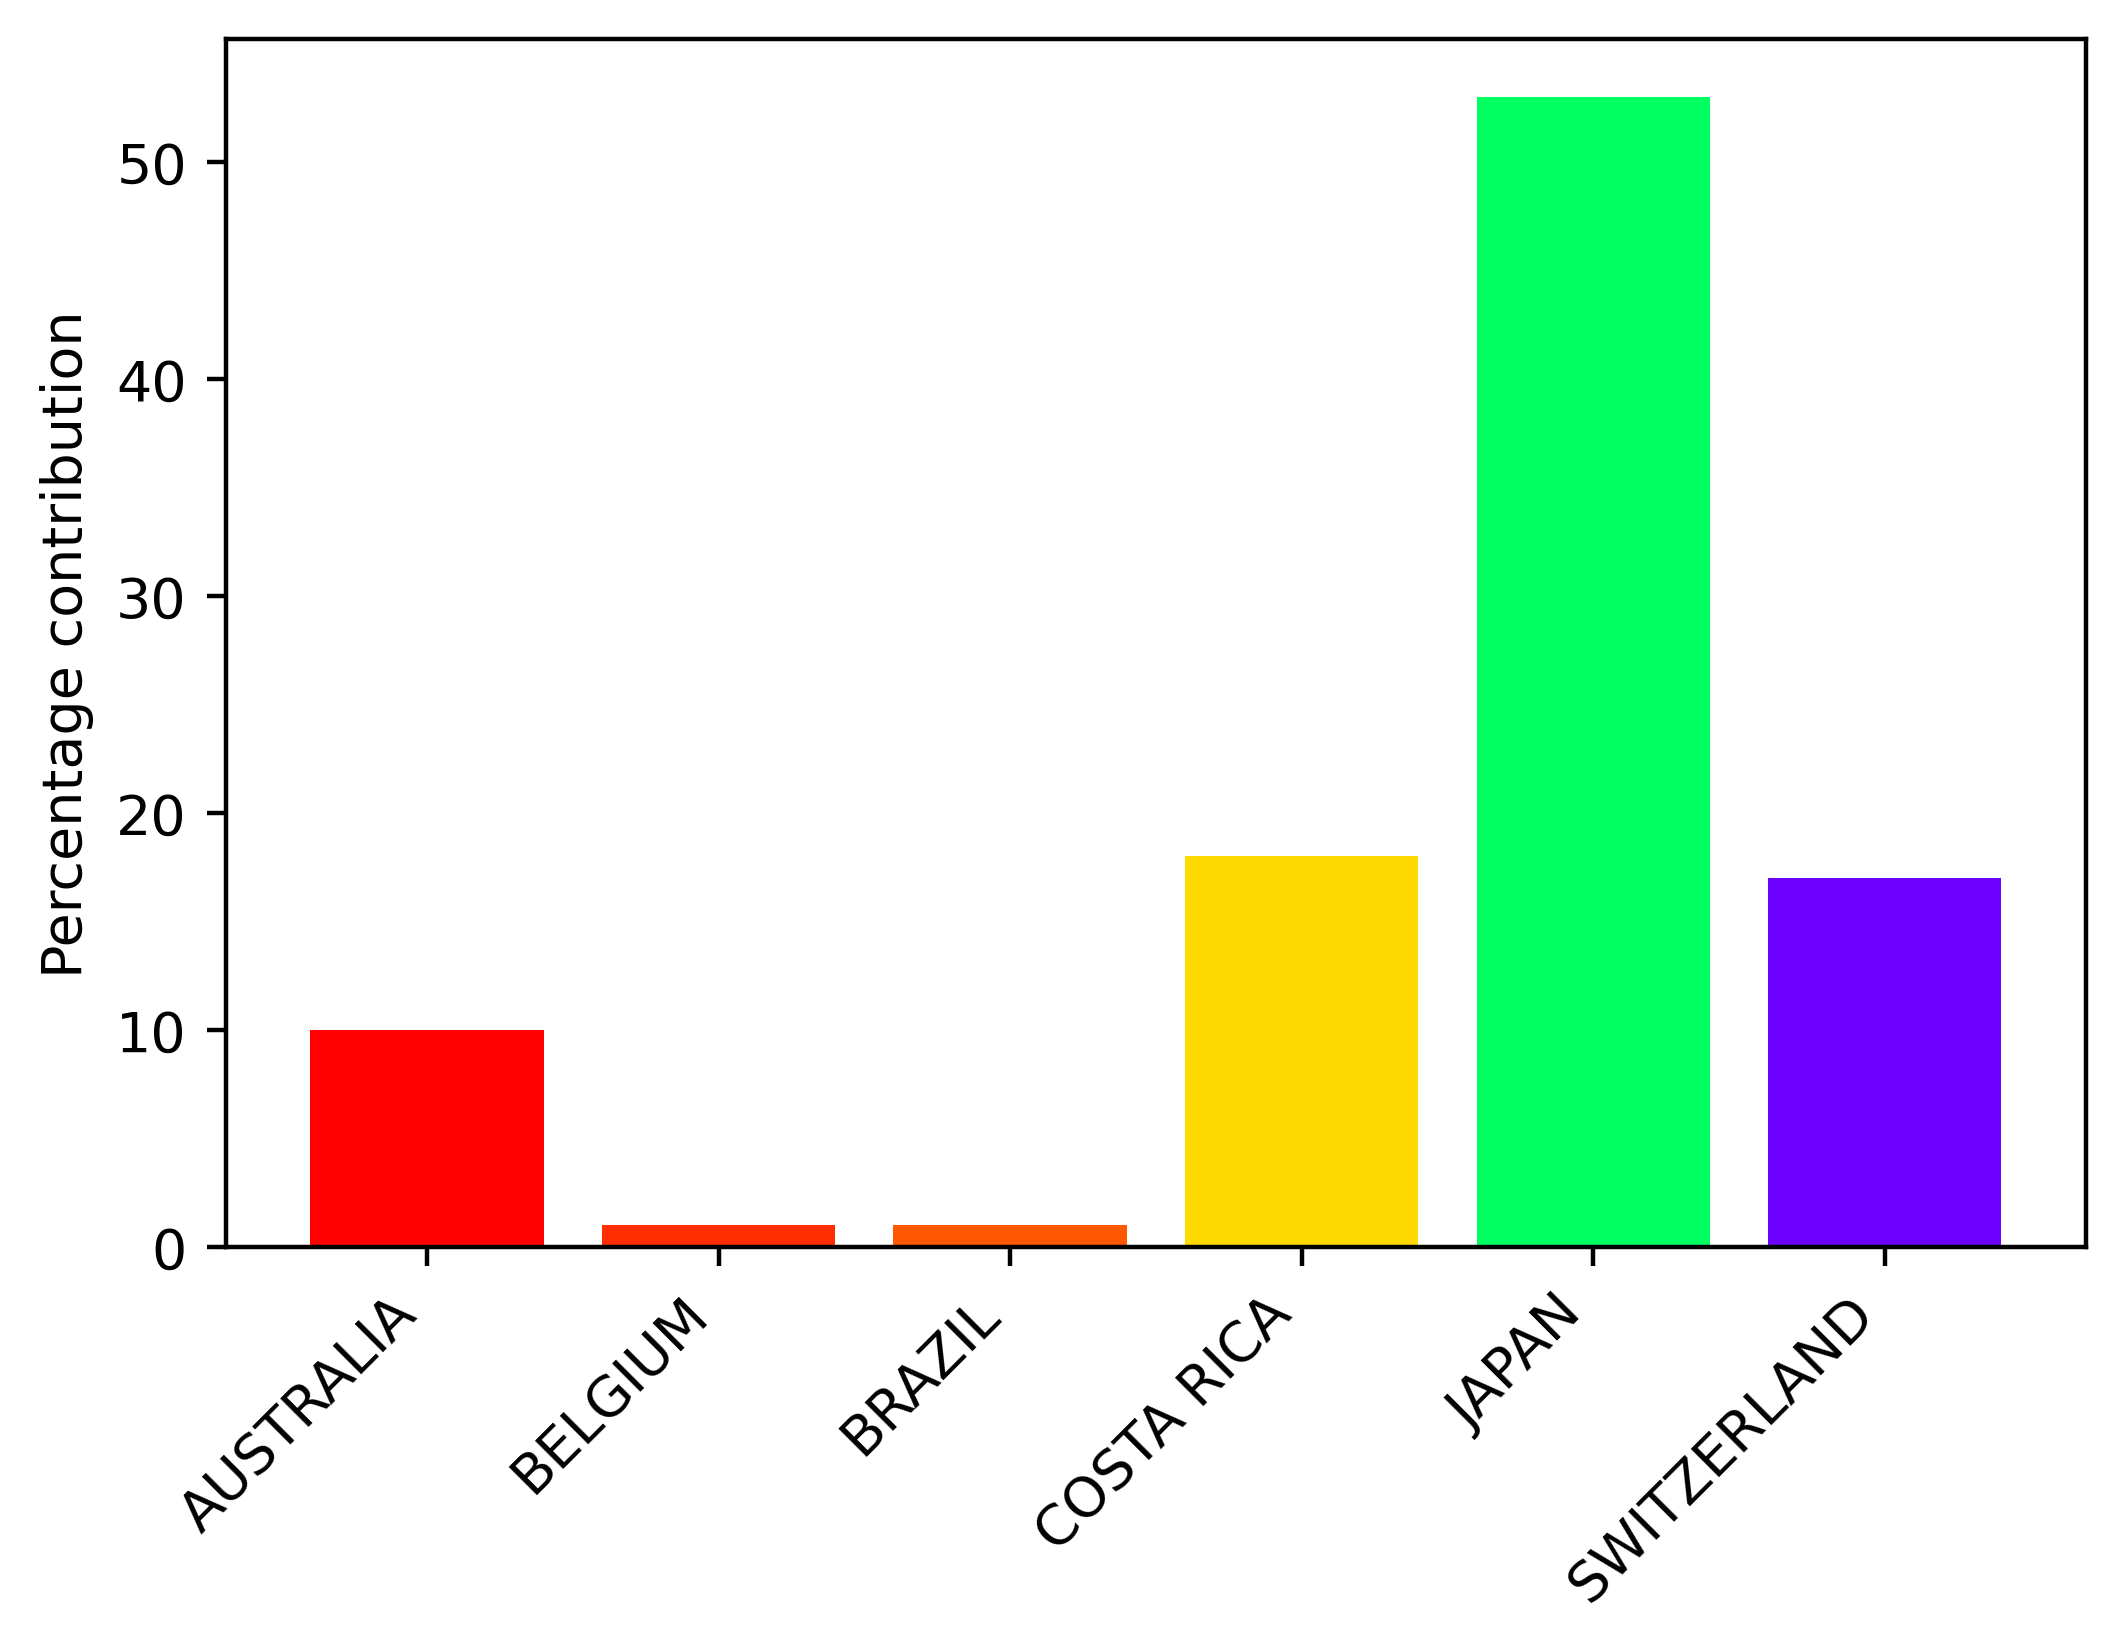 Percentage contribution
50
40
30
20
10
0
AUSTRALIA
BELGIUM
BRAZIL
COSTA RICA
JAPAN
SWITZERLAND